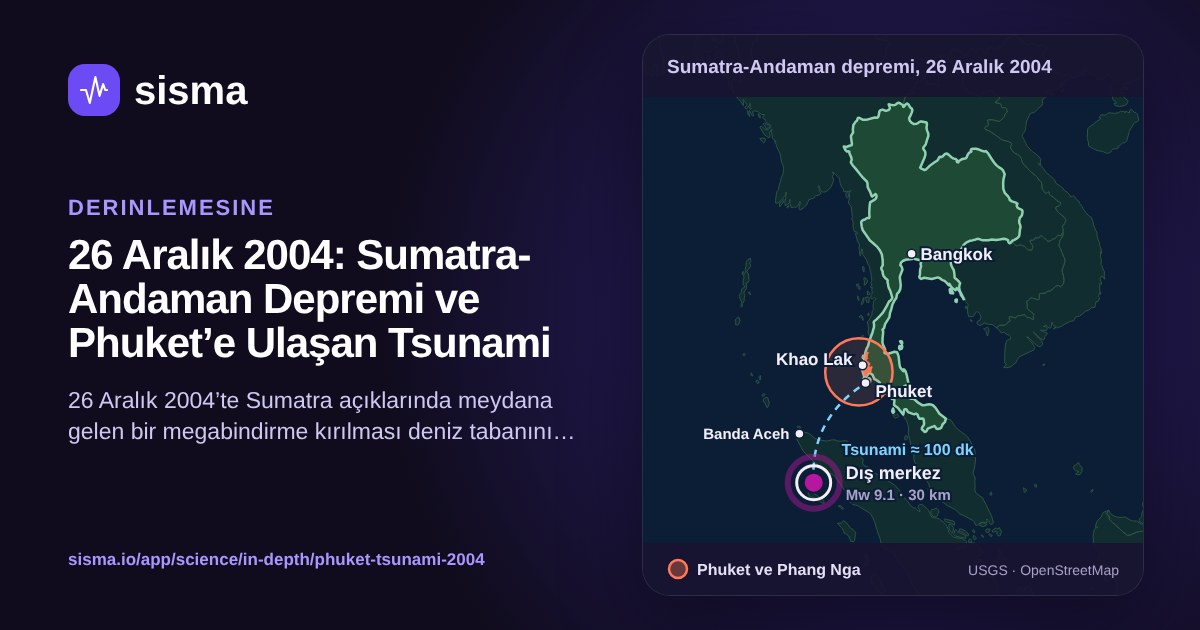 sisma
DERINLEMESINE
26 Aralık 2004: Sumatra-
Andaman Depremi ve
Phuket’e Ulaşan Tsunami
26 Aralık 2004’te Sumatra açıklarında meydana
gelen bir megabindirme kırılması deniz tabanını…
sisma.io/app/science/in-depth/phuket-tsunami-2004
Sumatra-Andaman depremi, 26 Aralık 2004
Bangkok
Khao Lak
Phuket
Banda Aceh
Tsunami ≈ 100 dk
Dış merkez
Mw 9.1 · 30 km
Phuket ve Phang Nga
USGS · OpenStreetMap